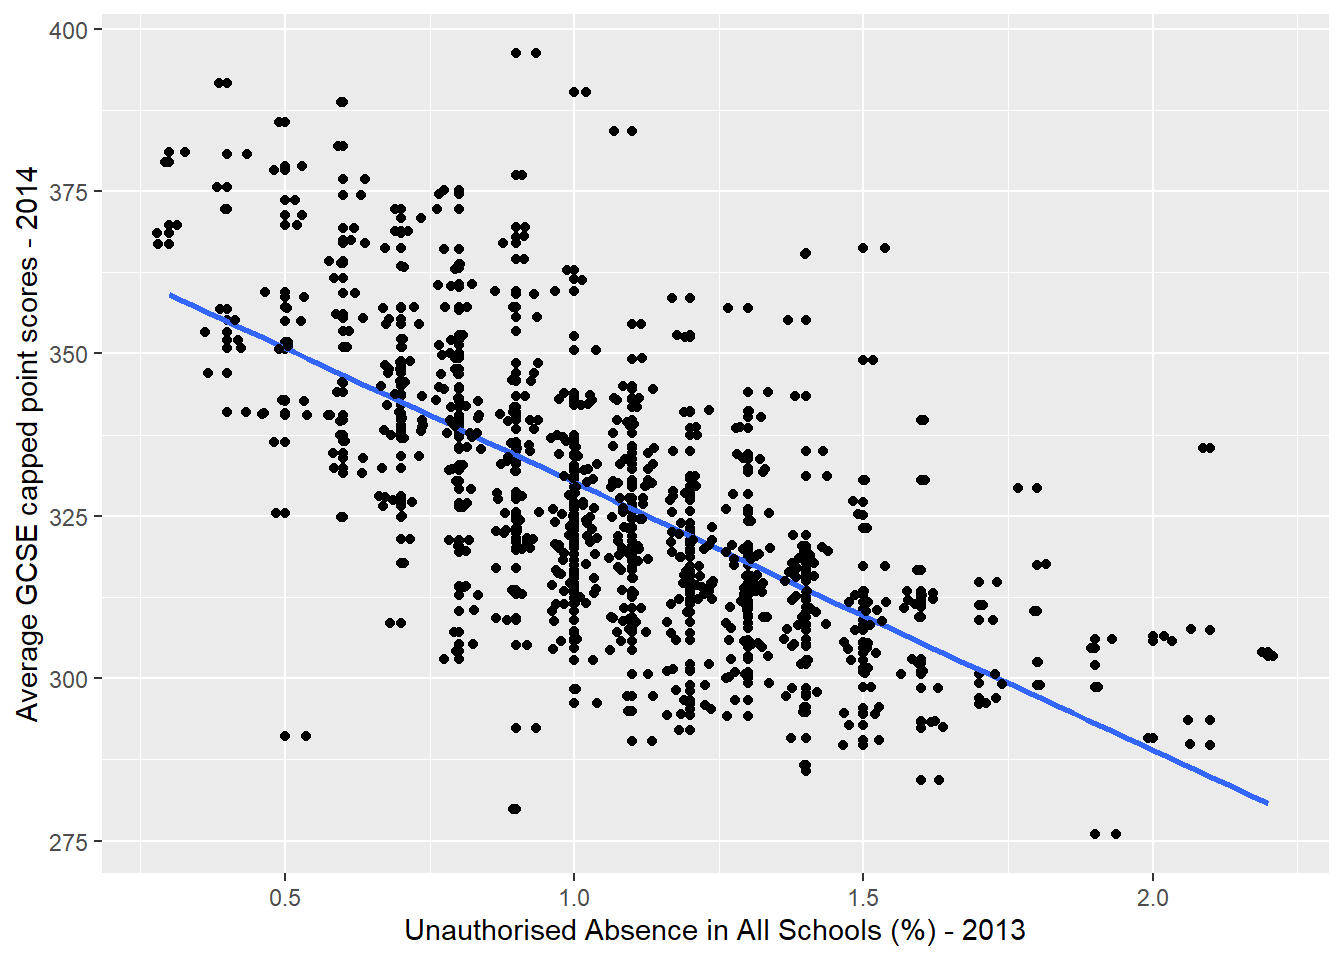 400
375
350
325
300
275
Average GCSE capped point scores - 2014
0.5 1.0 1.5 2.0
Unauthorised Absence in All Schools (%) - 2013